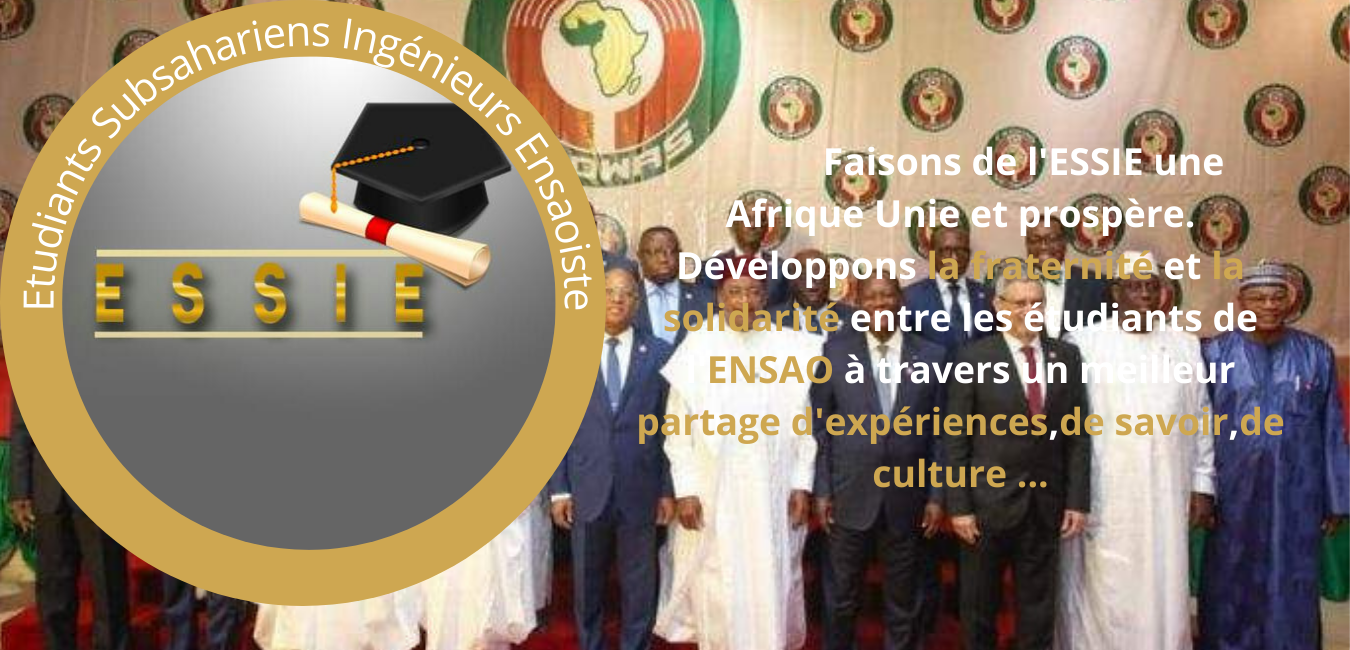 Etudiants Subsahariens Ingénieurs Ensaoiste
ESSIE
ECOWAS
Faisons de l'ESSIE une
Afrique Unie et prospère.
Développons la fraternité et la
solidarité entre les étudiants de
l'ENSAO à travers un meilleur
partage d'expériences,de savoir,de
culture ...